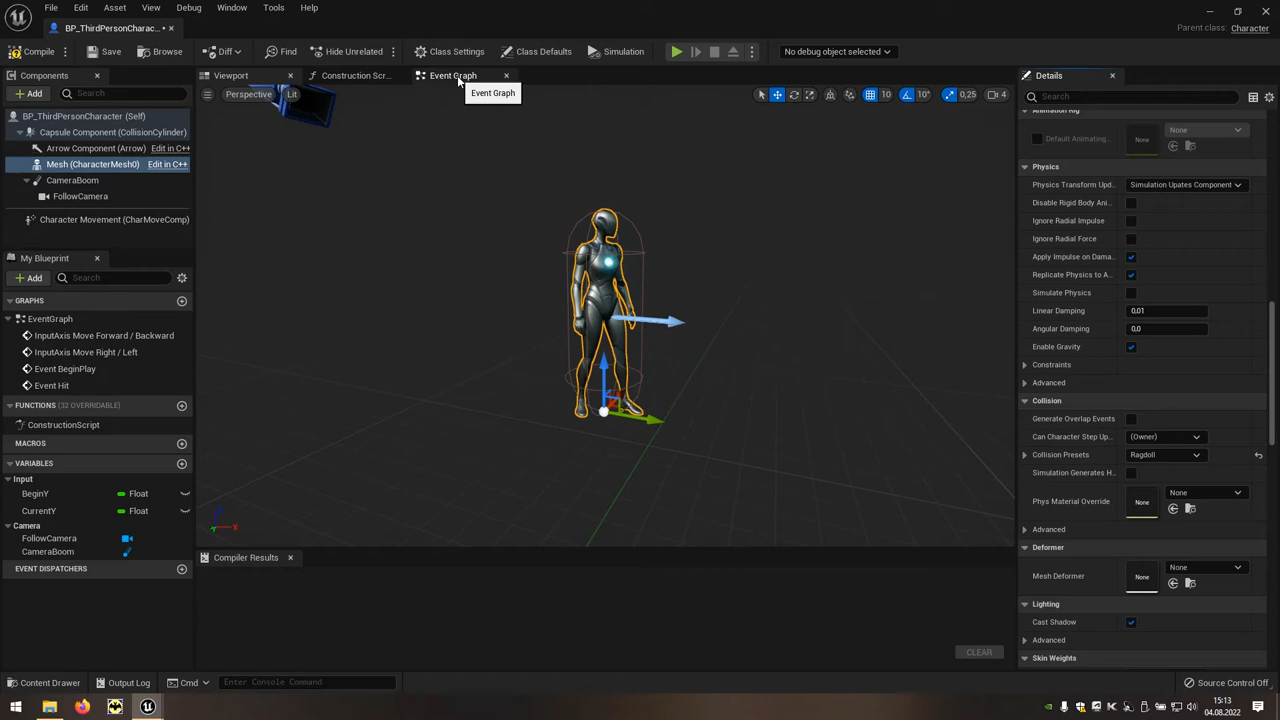 File Edit Asset View Debug Window Tools Help
BP_ThirdPersonCharac...
Parent class: Character
Compile Save Browse Diff Find Hide Unrelated Class Settings Class Defaults Simulation No debug object selected
Components
Add Search
BP_ThirdPersonCharacter (Self)
Capsule Component (CollisionCylinder)
Arrow Component (Arrow) Edit in C++
Mesh (CharacterMesh0) Edit in C++
CameraBoom
FollowCamera
Character Movement (CharMoveComp)
My Blueprint
Add Search
GRAPHS
EventGraph
InputAxis Move Forward / Backward
InputAxis Move Right / Left
Event BeginPlay
Event Hit
FUNCTIONS (32 OVERRIDABLE)
ConstructionScript
MACROS
VARIABLES
Input
BeginY Float
CurrentY Float
Camera
FollowCamera
CameraBoom
EVENT DISPATCHERS
Viewport Construction Scr... Event Graph
Event Graph
Perspective Lit
10 10° 0,25 4
Z X Y
Compiler Results
CLEAR
Details
Search
Animation Rig
Default Animating... None None
Physics
Physics Transform Upd... Simulation Upates Component
Disable Rigid Body Ani...
Ignore Radial Impulse
Ignore Radial Force
Apply Impulse on Dama...
Replicate Physics to A...
Simulate Physics
Linear Damping 0,01
Angular Damping 0,0
Enable Gravity
Constraints
Advanced
Collision
Generate Overlap Events
Can Character Step Up... (Owner)
Collision Presets Ragdoll
Simulation Generates H...
Phys Material Override None None
Advanced
Deformer
Mesh Deformer None None
Lighting
Cast Shadow
Advanced
Skin Weights
Content Drawer Output Log Cmd Enter Console Command Source Control Off
15:13
04.08.2022